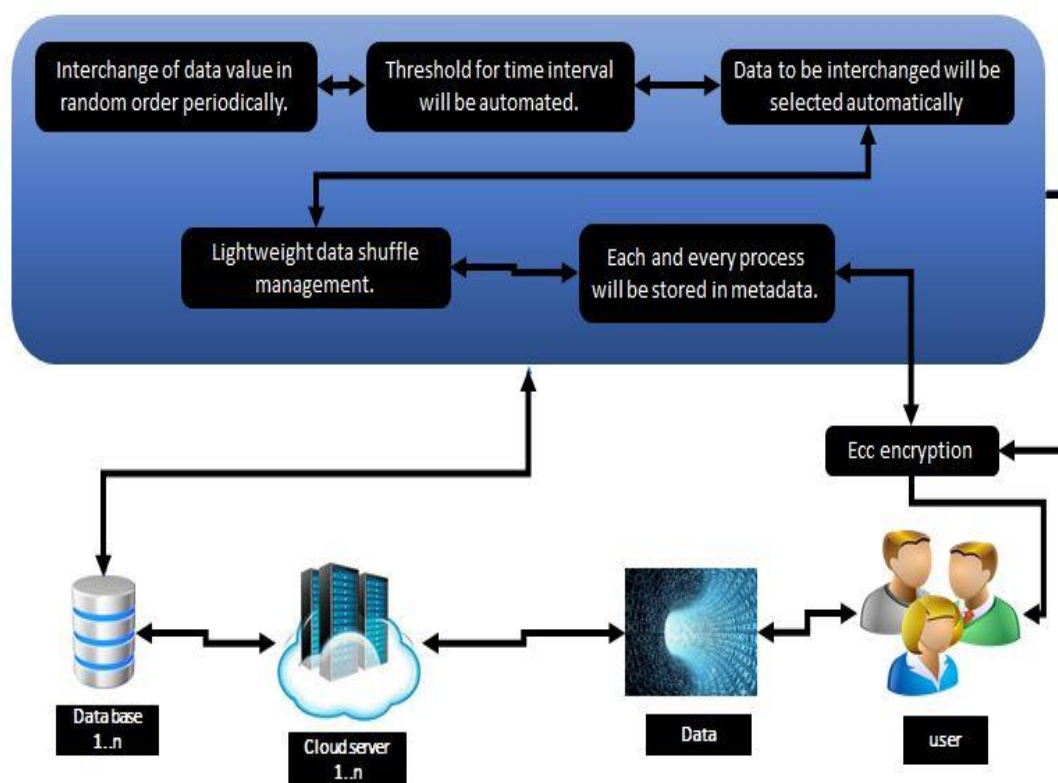 Interchange of data value in
random order periodically.
Threshold for time interval
will be automated.
Data to be interchanged will be
selected automatically
Lightweight data shuffle
management.
Each and every process
will be stored in metadata.
Ecc encryption
Data base
1..n
Cloud server
1..n
Data
user